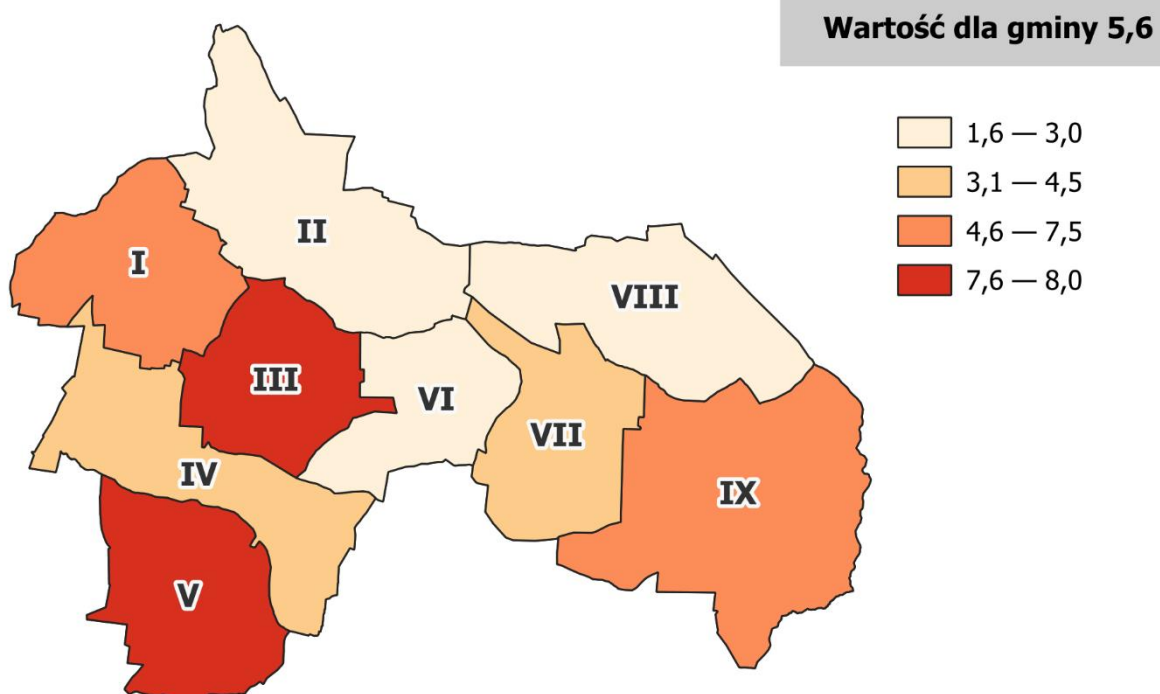 Wartość dla gminy 5,6
1,6 — 3,0
3,1 — 4,5
4,6 — 7,5
7,6 — 8,0
II
I
VIII
III
VI
VII
IV
IX
V